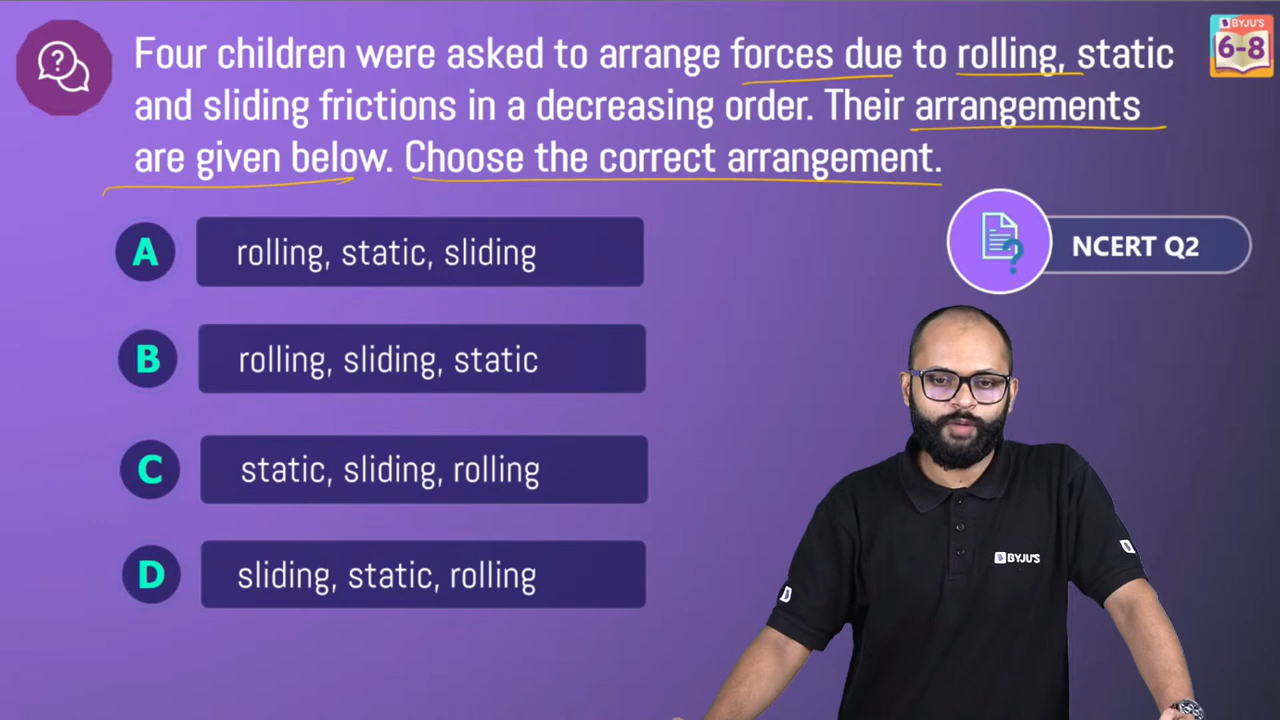 Four children were asked to arrange forces due to rolling, static
and sliding frictions in a decreasing order. Their arrangements
are given below. Choose the correct arrangement.
BYJU'S
6-8
A
rolling, static, sliding
NCERT Q2
B
rolling, sliding, static
C
static, sliding, rolling
D
sliding, static, rolling
BYJU'S